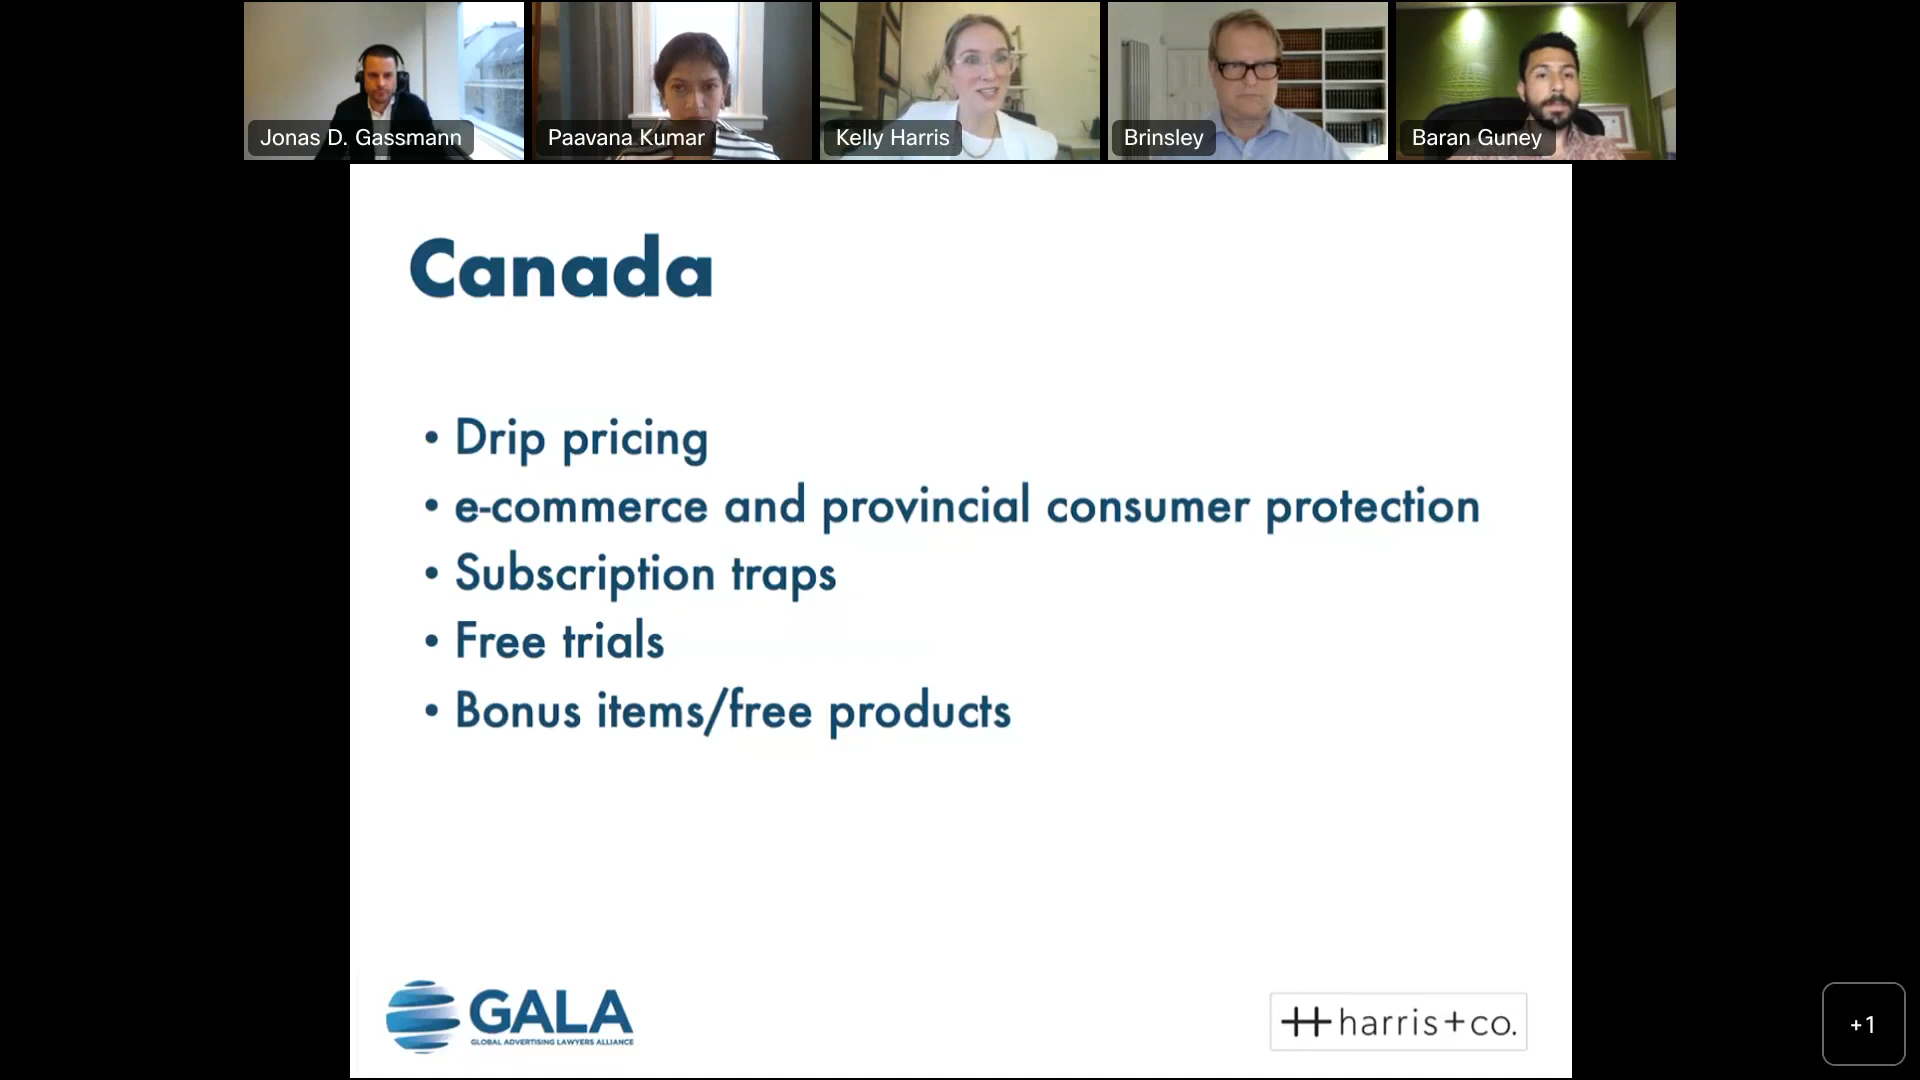 Jonas D. Gassmann
Paavana Kumar
Kelly Harris
Brinsley
Baran Guney
Canada
• Drip pricing
• e-commerce and provincial consumer protection
• Subscription traps
• Free trials
• Bonus items/free products
GALA
GLOBAL ADVERTISING LAWYERS ALLIANCE
harris+co.
+1